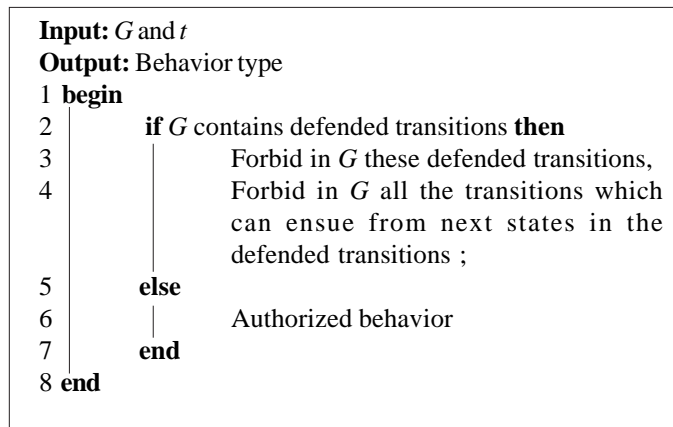 Input: G and t
Output: Behavior type
1 begin
2 if G contains defended transitions then
3 Forbid in G these defended transitions,
4 Forbid in G all the transitions which
can ensue from next states in the
defended transitions ;
5 else
6 Authorized behavior
7 end
8 end